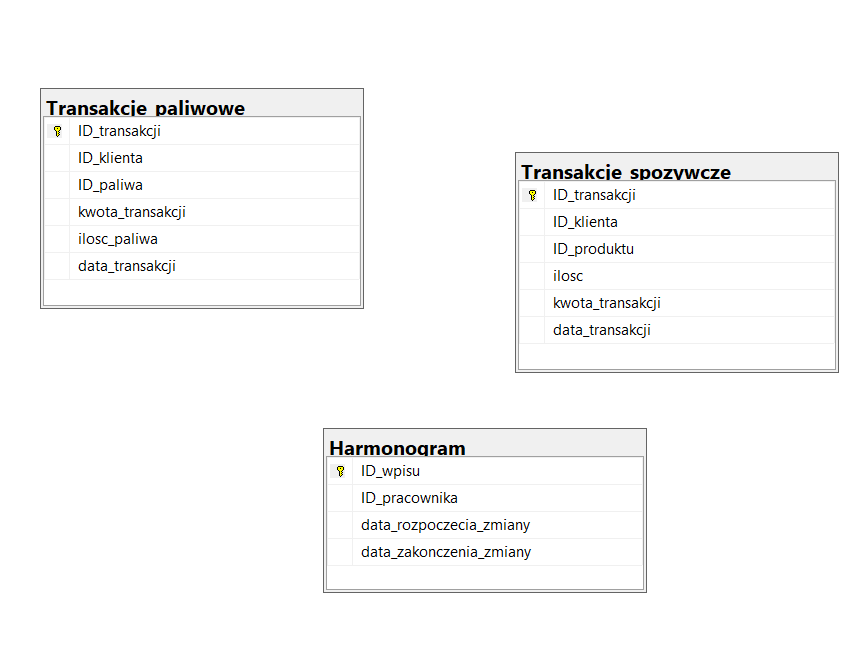 Transakcje_paliwowe
ID_transakcji
ID_klienta
ID_paliwa
kwota_transakcji
ilosc_paliwa
data_transakcji
Transakcje_spozywcze
ID_transakcji
ID_klienta
ID_produktu
ilosc
kwota_transakcji
data_transakcji
Harmonogram
ID_wpisu
ID_pracownika
data_rozpoczecia_zmiany
data_zakonczenia_zmiany